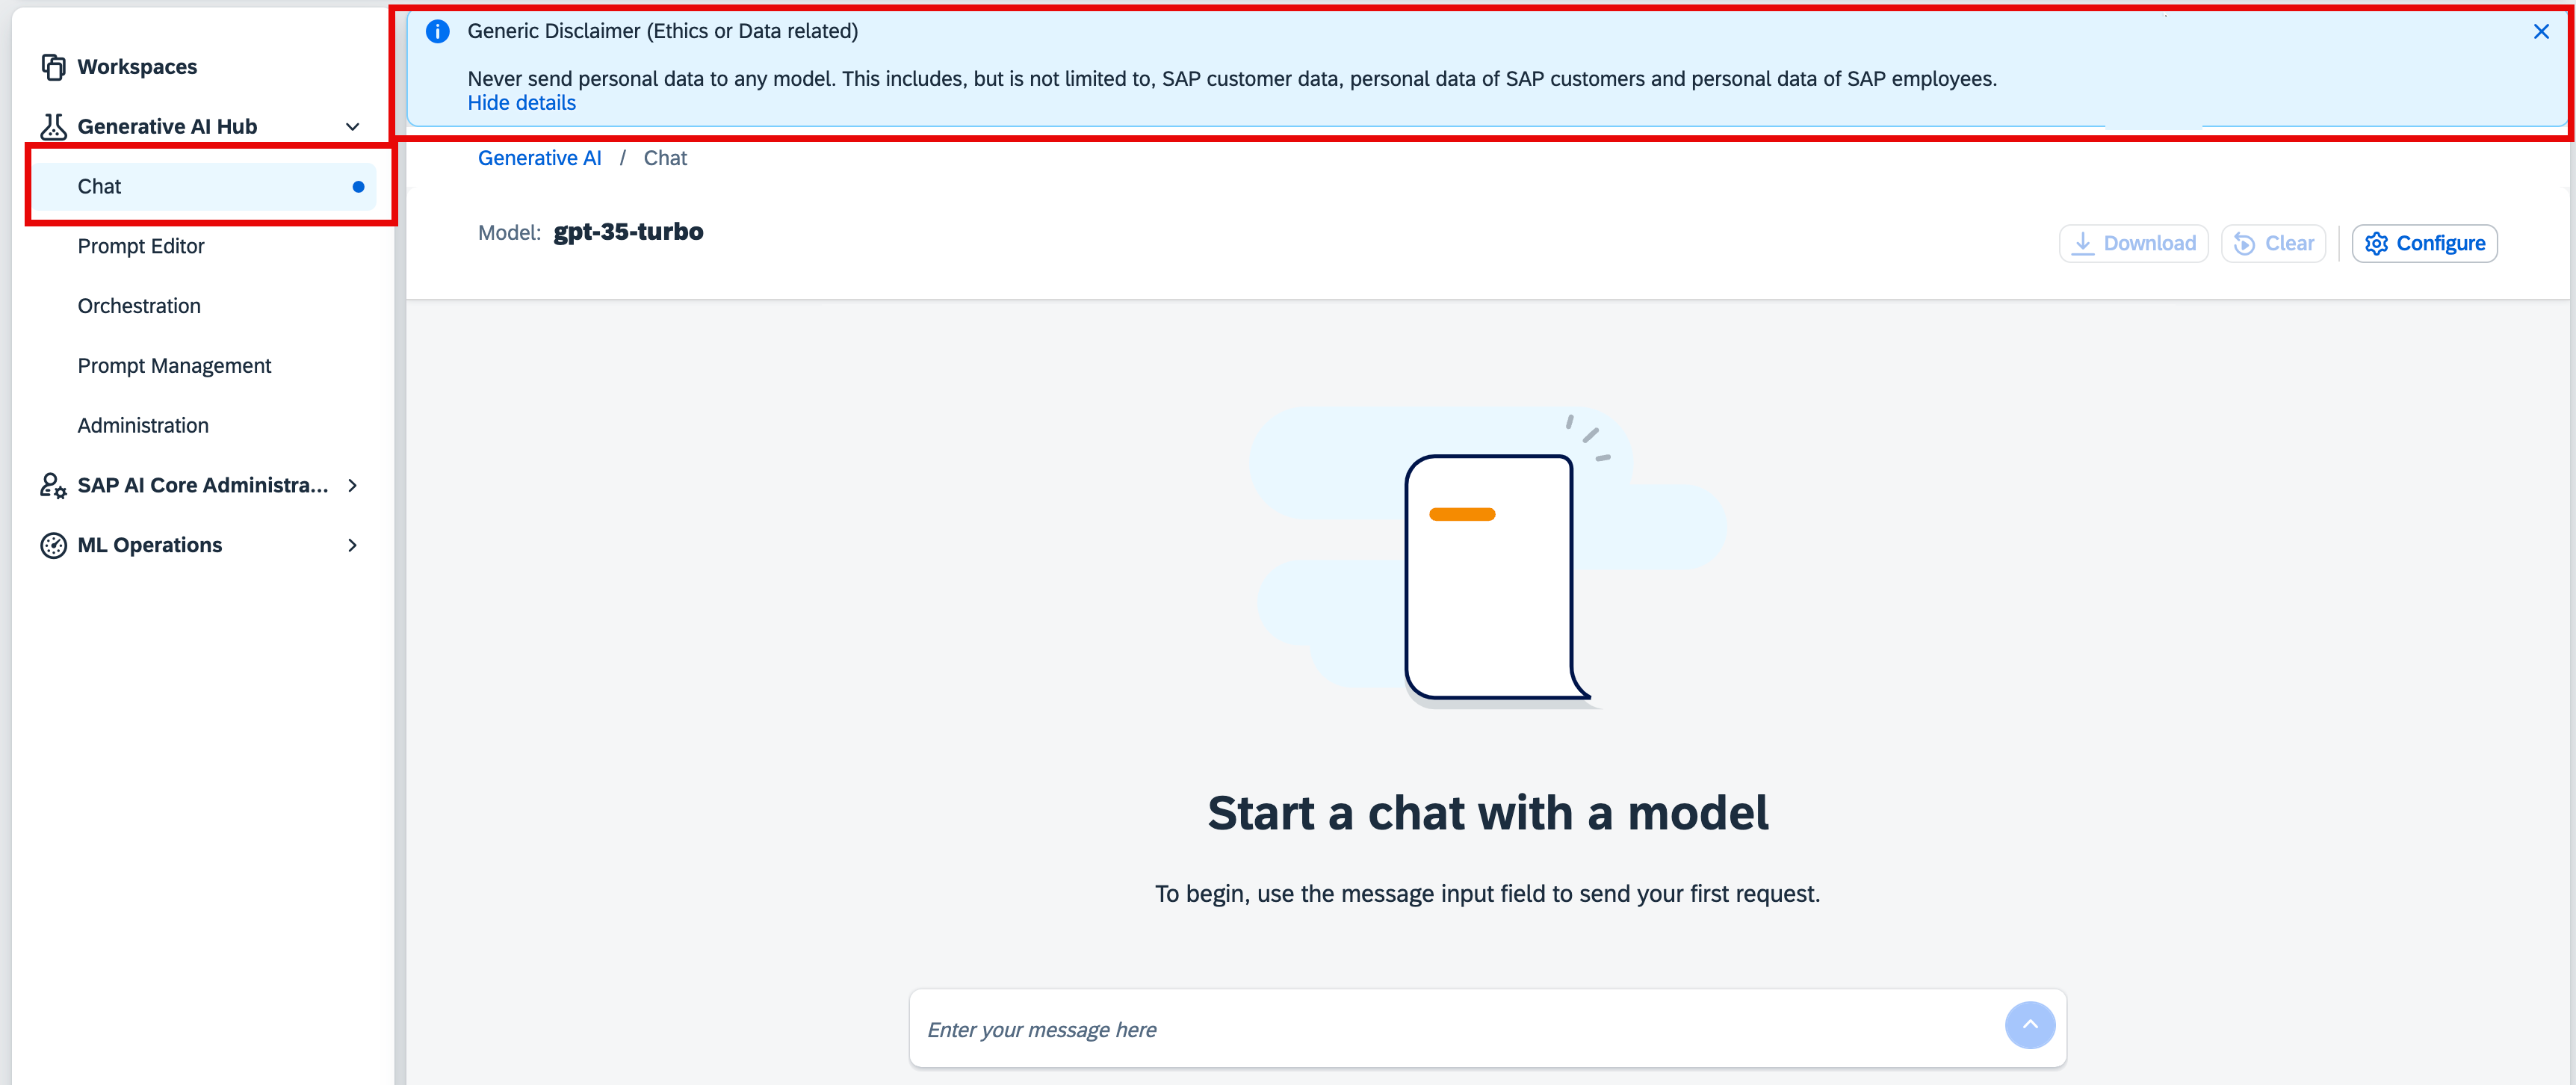 Workspaces
Generative AI Hub
Chat
Prompt Editor
Orchestration
Prompt Management
Administration
SAP AI Core Administra...
ML Operations
Generic Disclaimer (Ethics or Data related)
Never send personal data to any model. This includes, but is not limited to, SAP customer data, personal data of SAP customers and personal data of SAP employees.
Hide details
Generative AI / Chat
Model: gpt-35-turbo
Download Clear Configure
Start a chat with a model
To begin, use the message input field to send your first request.
Enter your message here